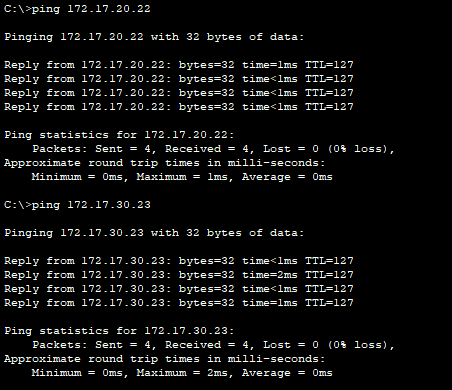 C:\>ping 172.17.20.22
Pinging 172.17.20.22 with 32 bytes of data:
Reply from 172.17.20.22: bytes=32 time=1ms TTL=127
Reply from 172.17.20.22: bytes=32 time<1ms TTL=127
Reply from 172.17.20.22: bytes=32 time<1ms TTL=127
Reply from 172.17.20.22: bytes=32 time<1ms TTL=127
Ping statistics for 172.17.20.22:
    Packets: Sent = 4, Received = 4, Lost = 0 (0% loss),
Approximate round trip times in milli-seconds:
    Minimum = 0ms, Maximum = 1ms, Average = 0ms
C:\>ping 172.17.30.23
Pinging 172.17.30.23 with 32 bytes of data:
Reply from 172.17.30.23: bytes=32 time<1ms TTL=127
Reply from 172.17.30.23: bytes=32 time=2ms TTL=127
Reply from 172.17.30.23: bytes=32 time<1ms TTL=127
Reply from 172.17.30.23: bytes=32 time=1ms TTL=127
Ping statistics for 172.17.30.23:
    Packets: Sent = 4, Received = 4, Lost = 0 (0% loss),
Approximate round trip times in milli-seconds:
    Minimum = 0ms, Maximum = 2ms, Average = 0ms